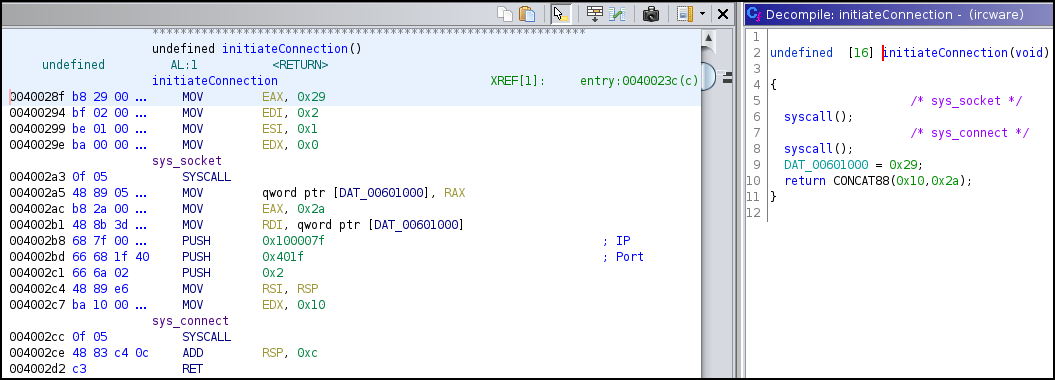 Decompile: initiateConnection - (ircware)
************************************************************
undefined initiateConnection()
undefined AL:1 <RETURN>
initiateConnection XREF[1]: entry:0040023c(c)
0040028f b8 29 00 ... MOV EAX, 0x29
00400294 bf 02 00 ... MOV EDI, 0x2
00400299 be 01 00 ... MOV ESI, 0x1
0040029e ba 00 00 ... MOV EDX, 0x0
sys_socket
004002a3 0f 05 SYSCALL
004002a5 48 89 05 ... MOV qword ptr [DAT_00601000], RAX
004002ac b8 2a 00 ... MOV EAX, 0x2a
004002b1 48 8b 3d ... MOV RDI, qword ptr [DAT_00601000]
004002b8 68 7f 00 ... PUSH 0x100007f ; IP
004002bd 66 68 1f 40 PUSH 0x401f ; Port
004002c1 66 6a 02 PUSH 0x2
004002c4 48 89 e6 MOV RSI, RSP
004002c7 ba 10 00 ... MOV EDX, 0x10
sys_connect
004002cc 0f 05 SYSCALL
004002ce 48 83 c4 0c ADD RSP, 0xc
004002d2 c3 RET
1
2 undefined [16] initiateConnection(void)
3
4 {
5 /* sys_socket */
6 syscall();
7 /* sys_connect */
8 syscall();
9 DAT_00601000 = 0x29;
10 return CONCAT88(0x10,0x2a);
11 }
12